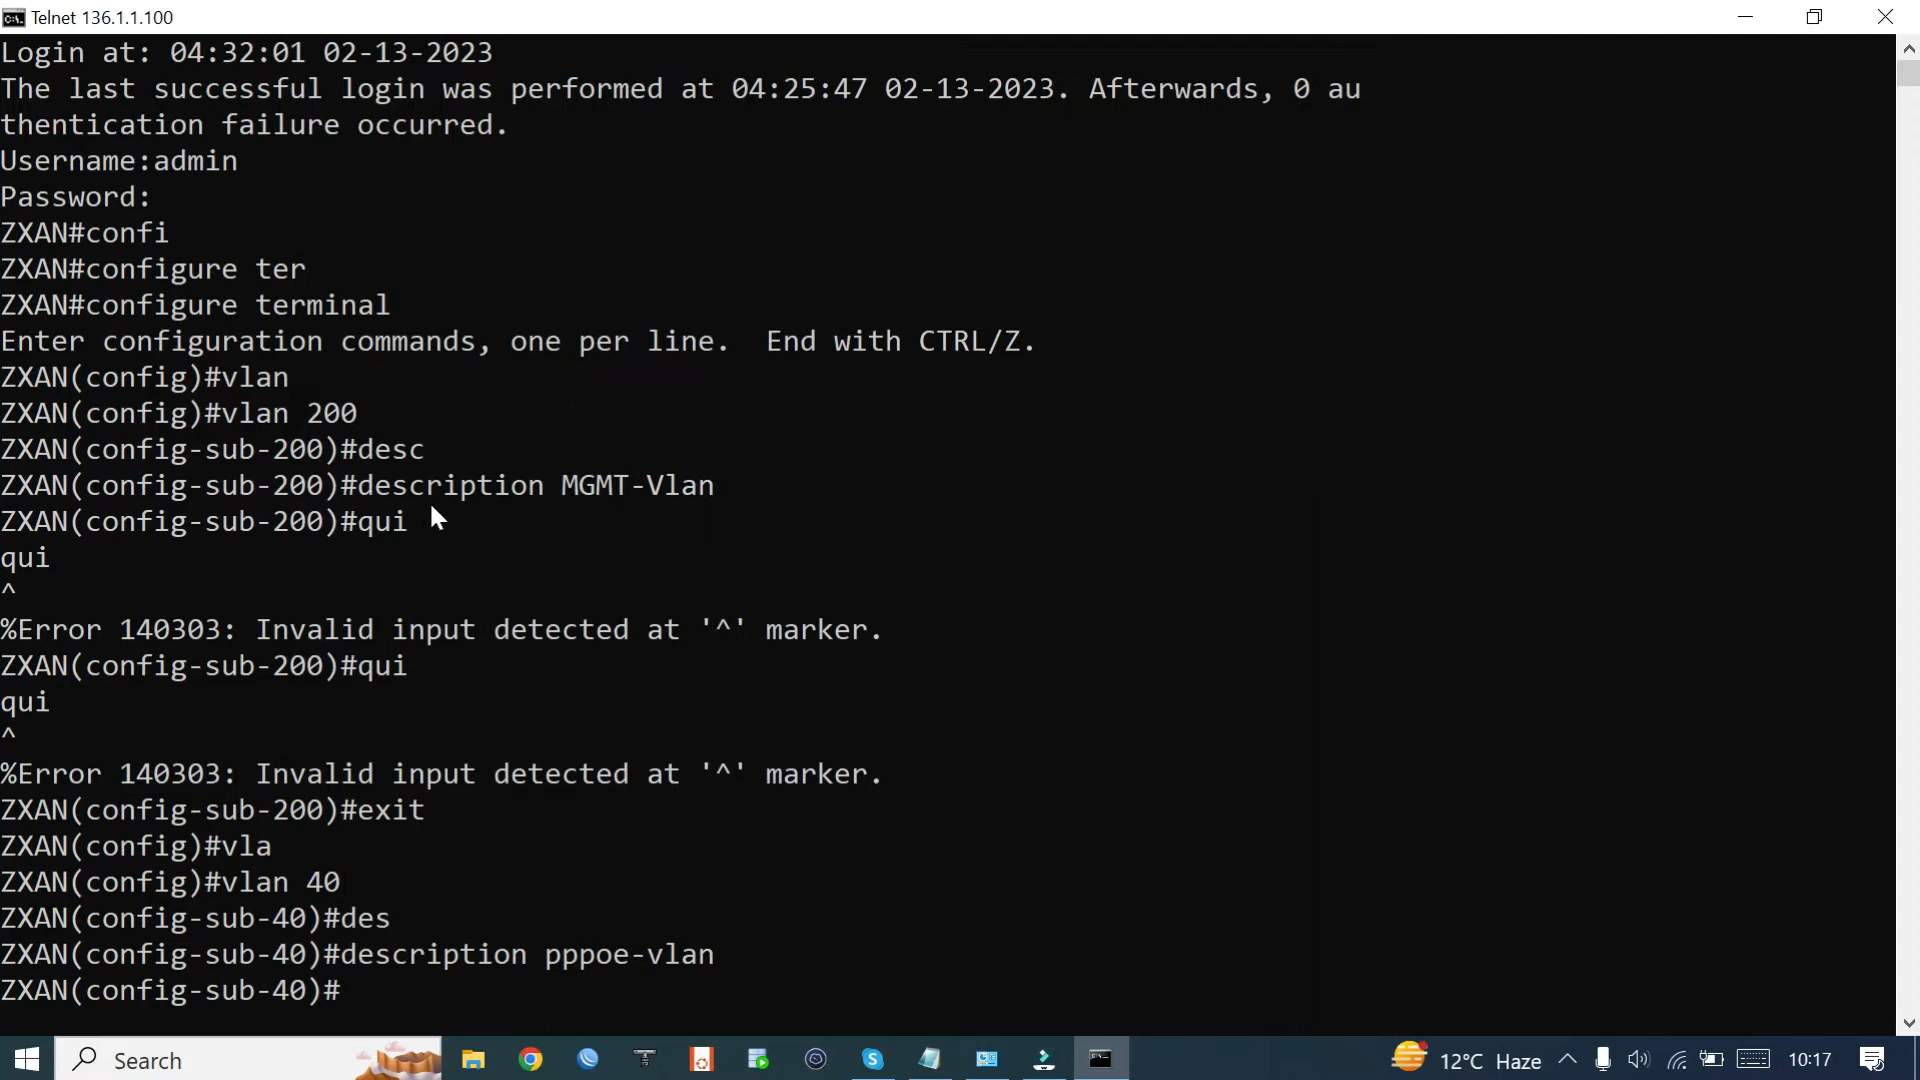 Telnet 136.1.1.100
Login at: 04:32:01 02-13-2023
The last successful login was performed at 04:25:47 02-13-2023. Afterwards, 0 au
thentication failure occurred.
Username:admin
Password:
ZXAN#confi
ZXAN#configure ter
ZXAN#configure terminal
Enter configuration commands, one per line.  End with CTRL/Z.
ZXAN(config)#vlan
ZXAN(config)#vlan 200
ZXAN(config-sub-200)#desc
ZXAN(config-sub-200)#description MGMT-Vlan
ZXAN(config-sub-200)#qui
qui
^
%Error 140303: Invalid input detected at '^' marker.
ZXAN(config-sub-200)#qui
qui
^
%Error 140303: Invalid input detected at '^' marker.
ZXAN(config-sub-200)#exit
ZXAN(config)#vla
ZXAN(config)#vlan 40
ZXAN(config-sub-40)#des
ZXAN(config-sub-40)#description pppoe-vlan
ZXAN(config-sub-40)#
Search
12°C Haze
10:17